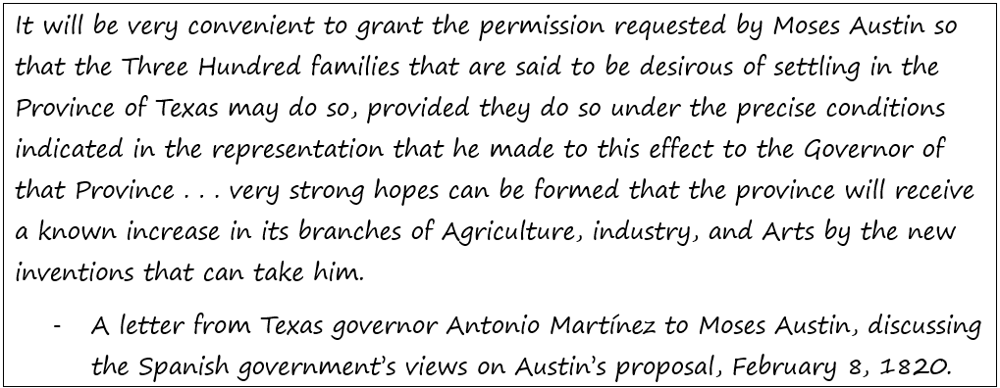 It will be very convenient to grant the permission requested by Moses Austin so
that the Three Hundred families that are said to be desirous of settling in the
Province of Texas may do so, provided they do so under the precise conditions
indicated in the representation that he made to this effect to the Governor of
that Province . . . very strong hopes can be formed that the province will receive
a known increase in its branches of Agriculture, industry, and Arts by the new
inventions that can take him.
- A letter from Texas governor Antonio Martínez to Moses Austin, discussing
the Spanish government’s views on Austin’s proposal, February 8, 1820.